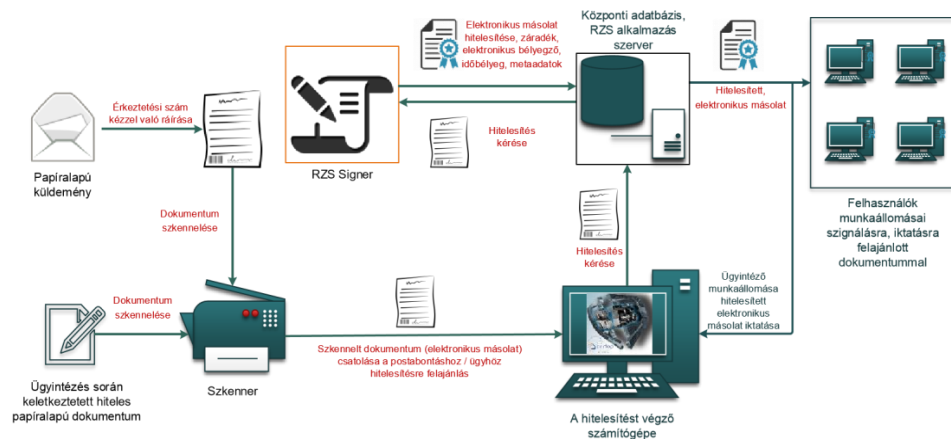 Elektronikus másolat
hitelesítése, záradék,
elektronikus bélyegző,
időbélyeg, metaadatok
Központi adatbázis,
RZS alkalmazás
szerver
Érkeztetési szám
kézzel való ráírása
Hitelesítés
kérése
Hitelesített,
elektronikus másolat
Papíralapú
küldemény
RZS Signer
Felhasználók
munkaállomásai
szignálásra, iktatásra
felajánlott
dokumentummal
Dokumentum
szkennelése
Hitelesítés
kérése
Ügyintéző
munkaállomása
hitelesített
elektronikus
másolat iktatása
Dokumentum
szkennelése
Szkennelt dokumentum (elektronikus másolat)
csatolása a postabontáshoz / ügyhöz
hitelesítésre felajánlás
Szkenner
Ügyintézés során
keletkeztetett hiteles
papíralapú dokumentum
A hitelesítést végző
számítógépe